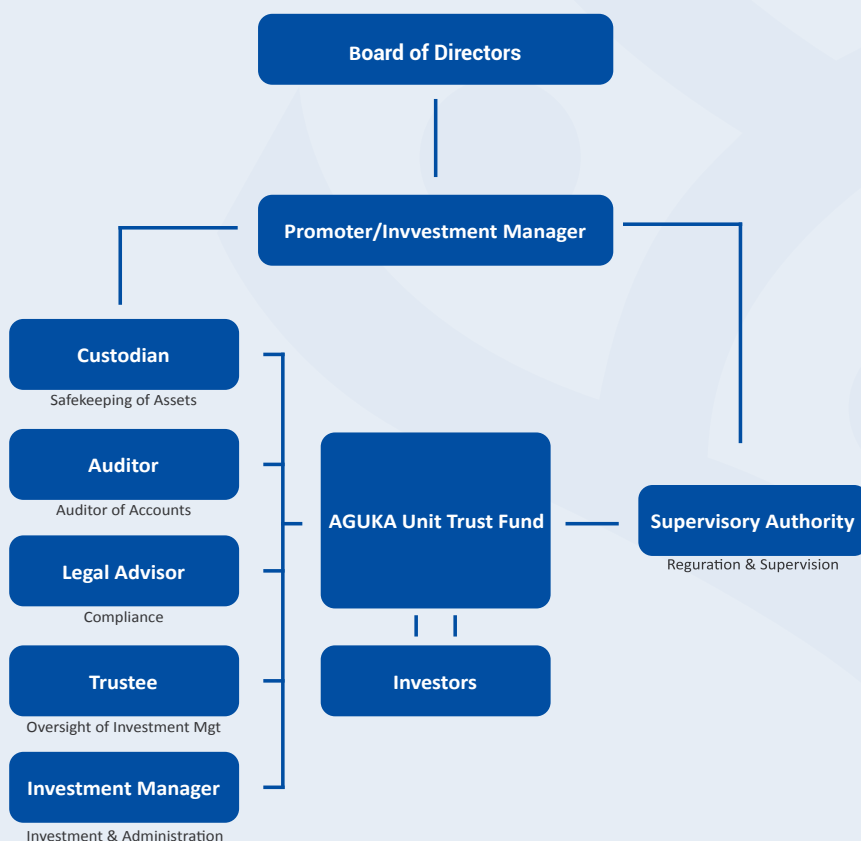 Board of Directors
Promoter/Invvestment Manager
Custodian
Safekeeping of Assets
Auditor
Auditor of Accounts
Legal Advisor
Compliance
Trustee
Oversight of Investment Mgt
Investment Manager
Investment & Administration
AGUKA Unit Trust Fund
Investors
Supervisory Authority
Reguration & Supervision